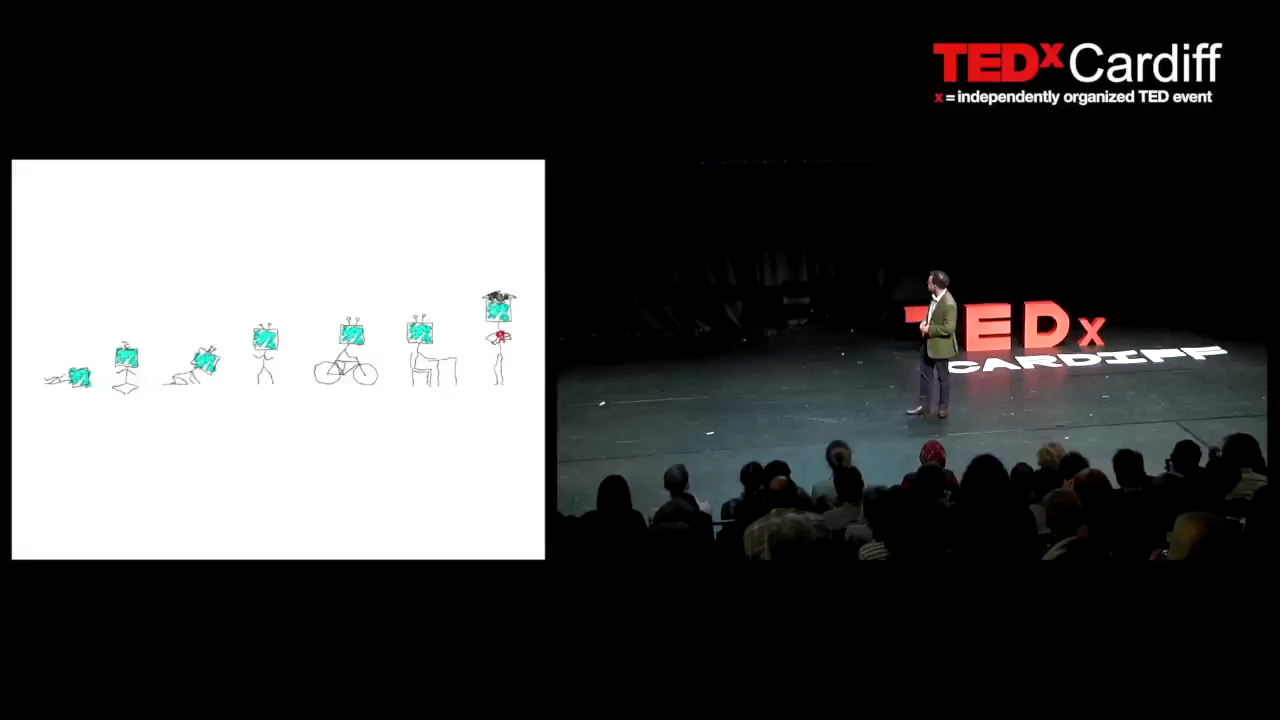 TEDxCardiff
x = independently organized TED event
TEDx
CARDIFF